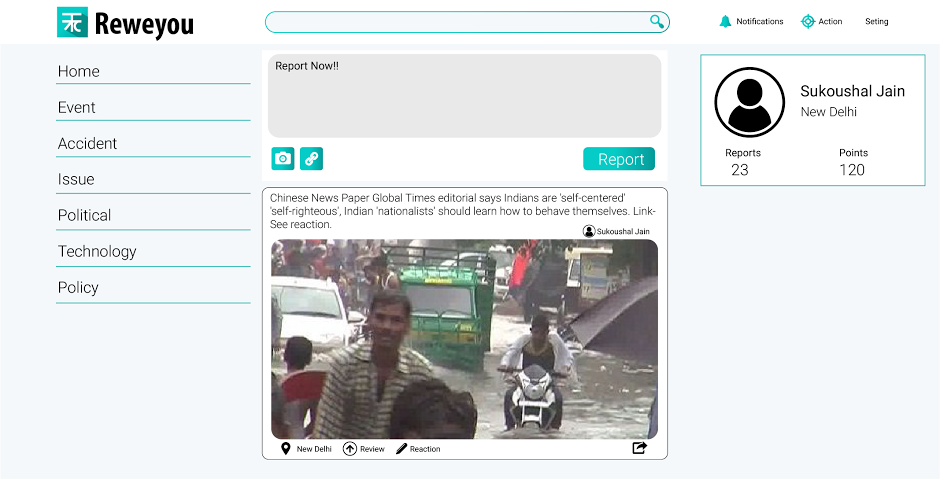 Reweyou
Notifications
Action
Seting
Home
Event
Accident
Issue
Political
Technology
Policy
Report Now!!
Report
Chinese News Paper Global Times editorial says Indians are 'self-centered'
'self-righteous', Indian 'nationalists' should learn how to behave themselves. Link-
See reaction.
Sukoushal Jain
New Delhi
Review
Reaction
Sukoushal Jain
New Delhi
Reports
Points
23
120